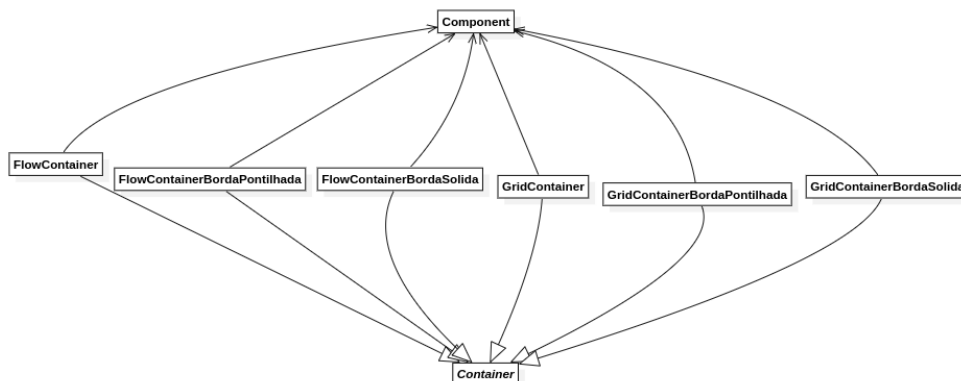 Component
FlowContainer
FlowContainerBordaPontilhada
FlowContainerBordaSolida
GridContainer
GridContainerBordaPontilhada
GridContainerBordaSolida
Container